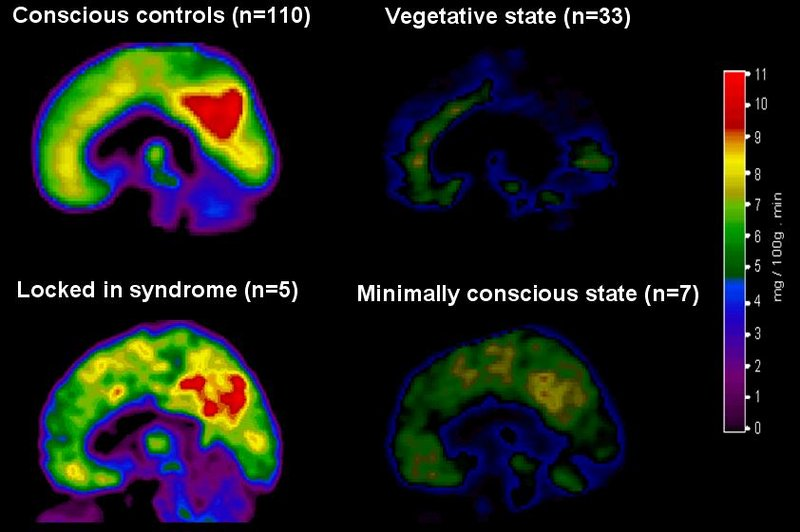 Conscious controls (n=110)
Vegetative state (n=33)
Locked in syndrome (n=5)
Minimally conscious state (n=7)
11
10
9
8
7
6
5
4
3
2
1
0
mg / 100g . min